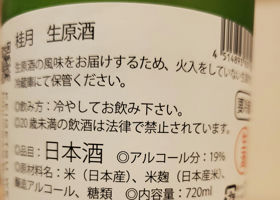 桂月 生原酒
生原酒の風味をお届けするため、火入をしていない
冷蔵庫にて保管ください。
◎飲み方：冷やしてお飲み下さい。
◎20歳未満の飲酒は法律で禁止されています。
◎品目：日本酒 ◎アルコール分：19%
◎原材料名：米（日本産）、米麹（日本産米）、
醸造アルコール、糖類 ◎内容量：720ml